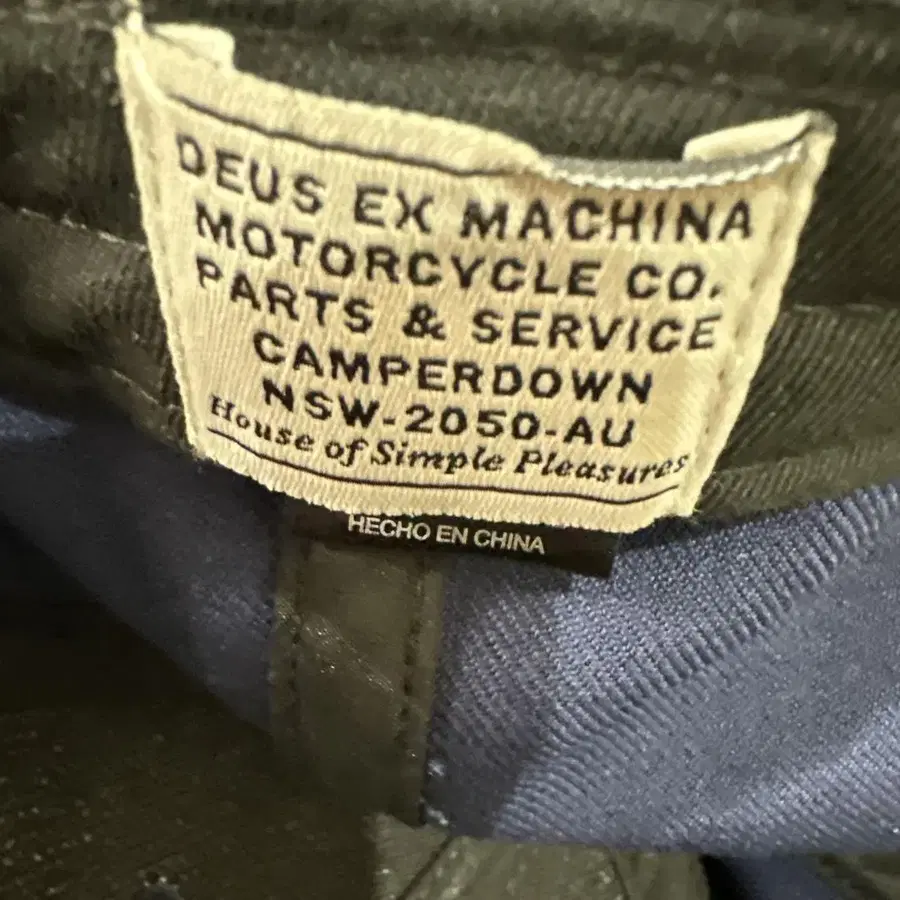 DEUS EX MACHINA
MOTORCYCLE CO.
PARTS & SERVICE
CAMPERDOWN
NSW-2050-AU
House of Simple Pleasures
HECHO EN CHINA